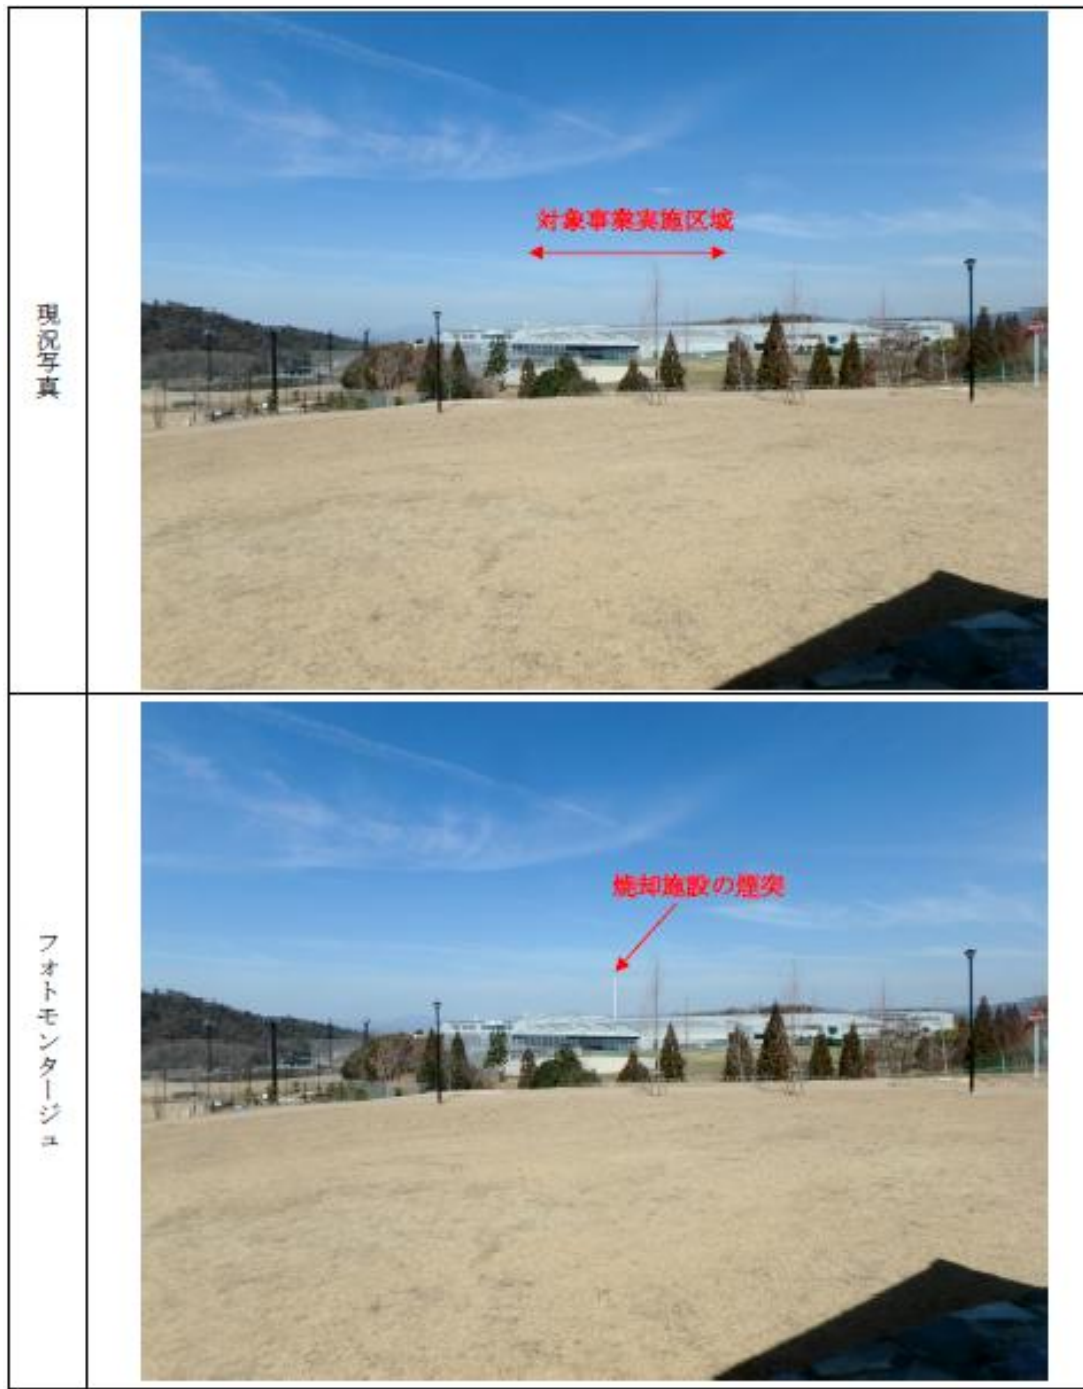 現況写真
対象事業実施区域
フォトモンタージュ
焼却施設の煙突